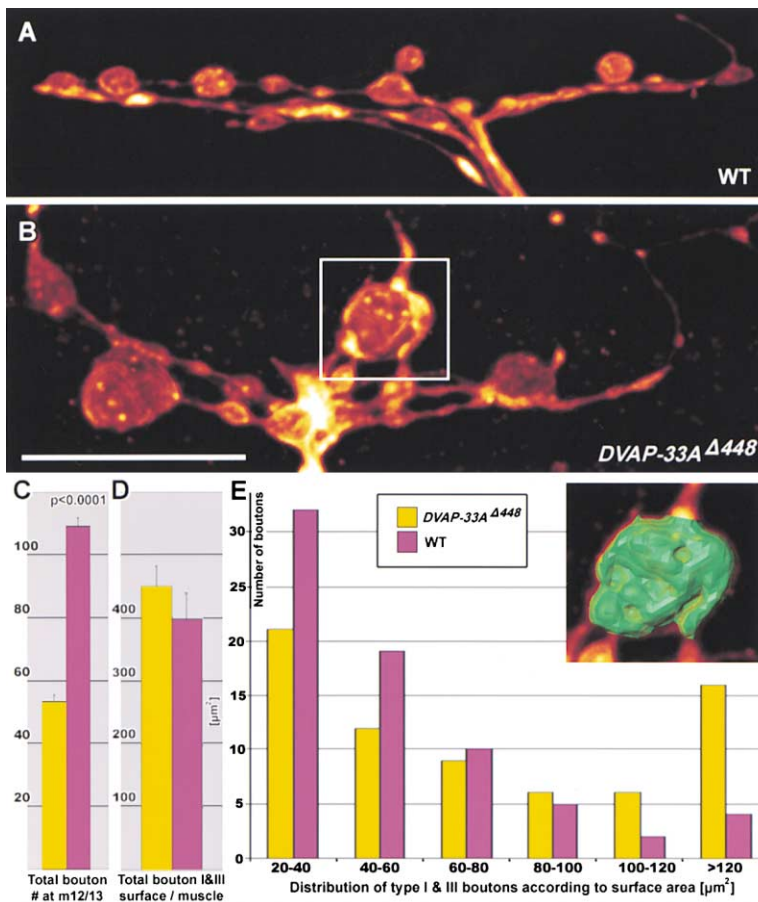 A
WT
B
DVAP-33A Δ448
C
p<0.0001
100
80
60
40
20
Total bouton
# at m12/13
D
400
300
[µm²]
200
100
Total bouton I&III
surface / muscle
E
Number of boutons
DVAP-33A Δ448
WT
30
25
20
15
10
5
0
20-40 40-60 60-80 80-100 100-120 >120
Distribution of type I & III boutons according to surface area [µm²]